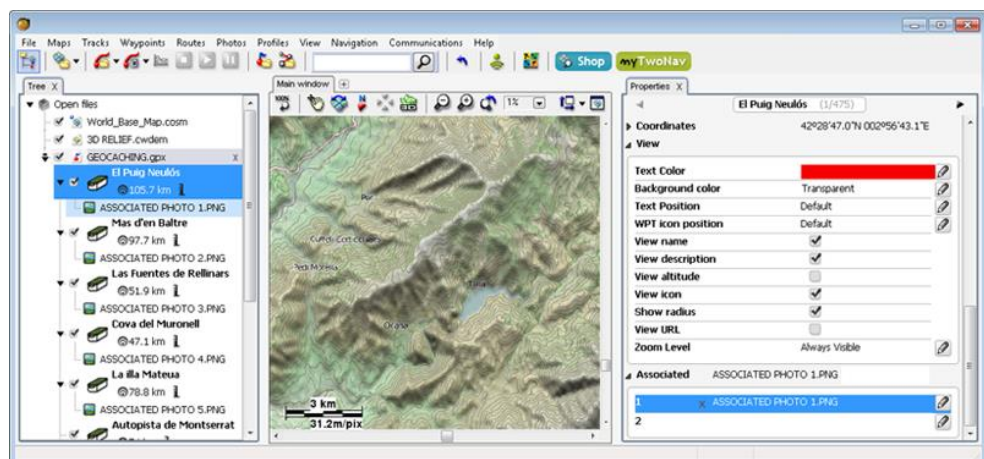 File Maps Tracks Waypoints Routes Photos Profiles View Navigation Communications Help
Shop
myTwoNav
Tree X
Open files
World_Base_Map.cosm
3D RELIEF.cwdem
GEOCACHING.gpx x
El Puig Neulós
105.7 km
ASSOCIATED PHOTO 1.PNG
Mas d'en Baltre
97.7 km
ASSOCIATED PHOTO 2.PNG
Las Fuentes de Rellinars
51.9 km
ASSOCIATED PHOTO 3.PNG
Cova del Muronell
47.1 km
ASSOCIATED PHOTO 4.PNG
La illa Mateua
78.8 km
ASSOCIATED PHOTO 5.PNG
Autopista de Montserrat
Main window
100%
1%
Ocaña
3 km
31.2m/pix
Properties X
El Puig Neulós (1/475)
Coordinates 42º28'47.0"N 002º56'43.1"E
View
Text Color
Background color Transparent
Text Position Default
WPT icon position Default
View name
View description
View altitude
View icon
Show radius
View URL
Zoom Level Always Visible
Associated ASSOCIATED PHOTO 1.PNG
1 x ASSOCIATED PHOTO 1.PNG
2